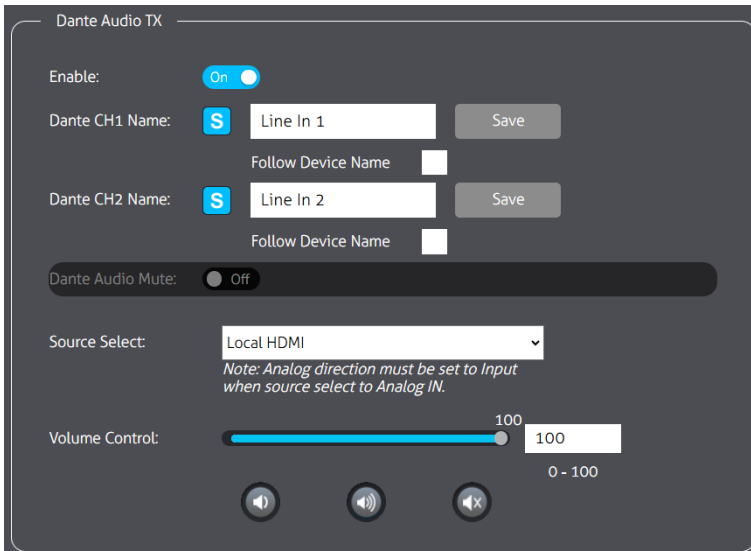 Dante Audio TX
Enable: On
Dante CH1 Name: S Line In 1 Save
Follow Device Name
Dante CH2 Name: S Line In 2 Save
Follow Device Name
Dante Audio Mute: Off
Source Select: Local HDMI
Note: Analog direction must be set to Input
when source select to Analog IN.
100
Volume Control: 100
0 - 100